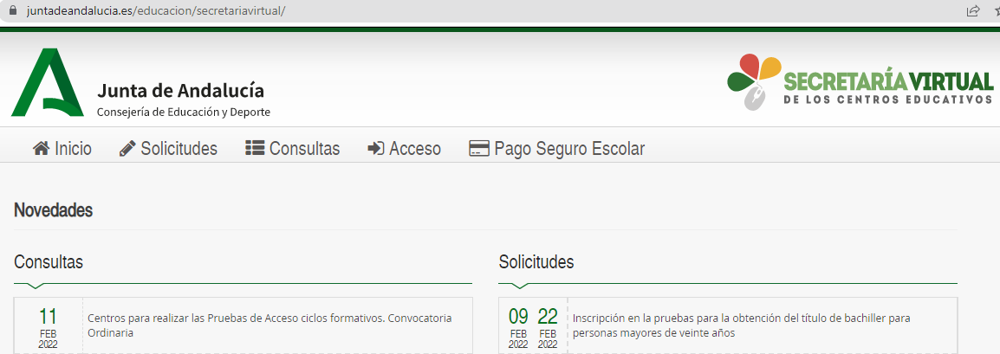 juntadeandalucia.es/educacion/secretariavirtual/
Junta de Andalucía
Consejería de Educación y Deporte
SECRETARÍA VIRTUAL
DE LOS CENTROS EDUCATIVOS
Inicio Solicitudes Consultas Acceso Pago Seguro Escolar
Novedades
Consultas
11
FEB
2022
Centros para realizar las Pruebas de Acceso ciclos formativos. Convocatoria
Ordinaria
Solicitudes
09 22
FEB FEB
2022 2022
Inscripción en la pruebas para la obtención del título de bachiller para
personas mayores de veinte años